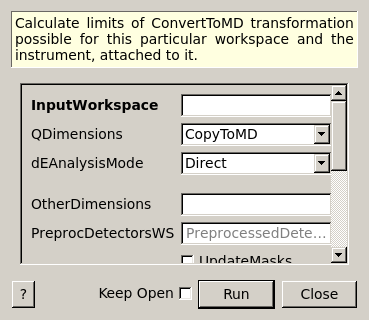 Calculate limits of ConvertToMD transformation
possible for this particular workspace and the
instrument, attached to it.
InputWorkspace
QDimensions CopyToMD
dEAnalysisMode Direct
OtherDimensions
PreprocDetectorsWS PreprocessedDete...
UpdateMasks
? Keep Open Run Close